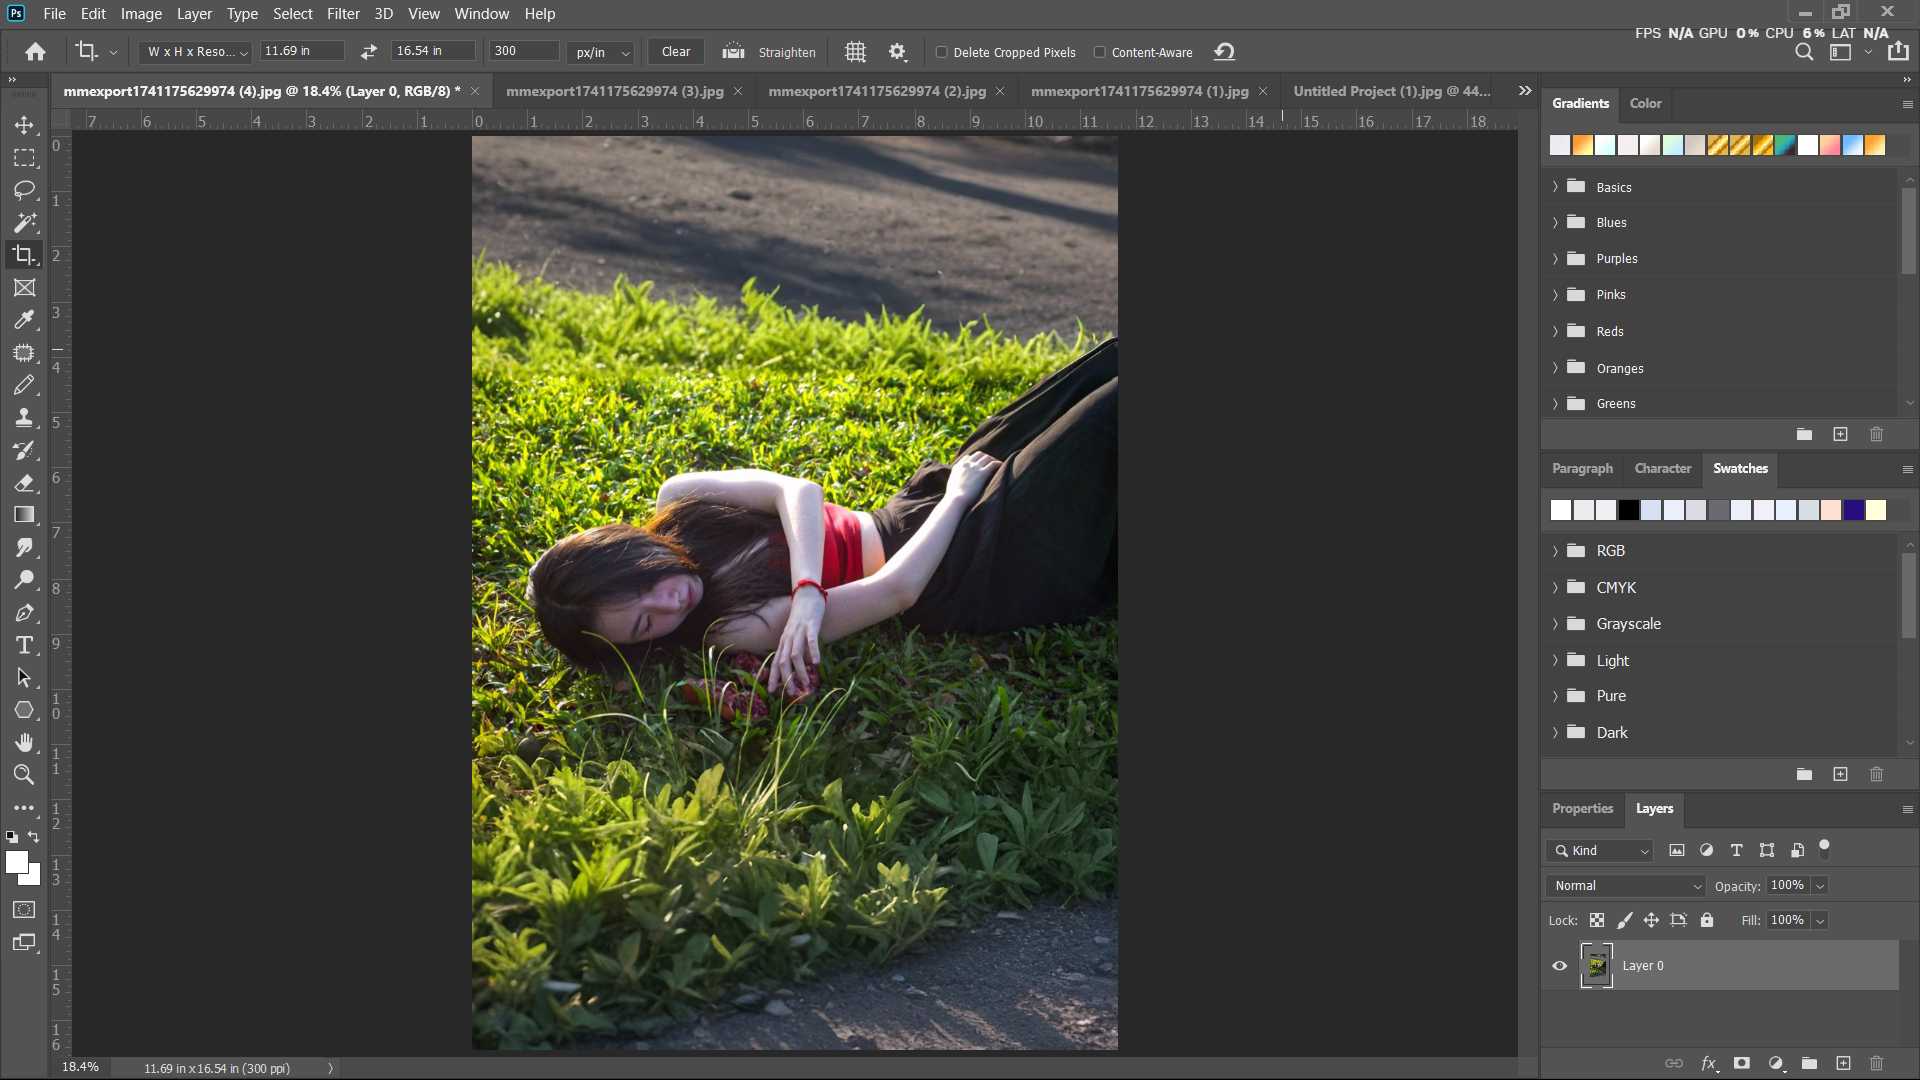 Ps File Edit Image Layer Type Select Filter 3D View Window Help
FPS N/A GPU 0 % CPU 6 % LAT N/A
W x H x Reso... 11.69 in 16.54 in 300 px/in Clear Straighten Delete Cropped Pixels Content-Aware
mmexport1741175629974 (4).jpg @ 18.4% (Layer 0, RGB/8) * mmexport1741175629974 (3).jpg mmexport1741175629974 (2).jpg mmexport1741175629974 (1).jpg Untitled Project (1).jpg @ 44...
7 6 5 4 3 2 1 0 1 2 3 4 5 6 7 8 9 10 11 12 13 14 15 16 17 18
0
1
2
3
4
5
6
7
8
9
10
11
12
13
14
15
16
Gradients Color
Basics
Blues
Purples
Pinks
Reds
Oranges
Greens
Paragraph Character Swatches
RGB
CMYK
Grayscale
Light
Pure
Dark
Properties Layers
Kind
Normal Opacity: 100%
Lock: Fill: 100%
Layer 0
fx
18.4% 11.69 in x 16.54 in (300 ppi)